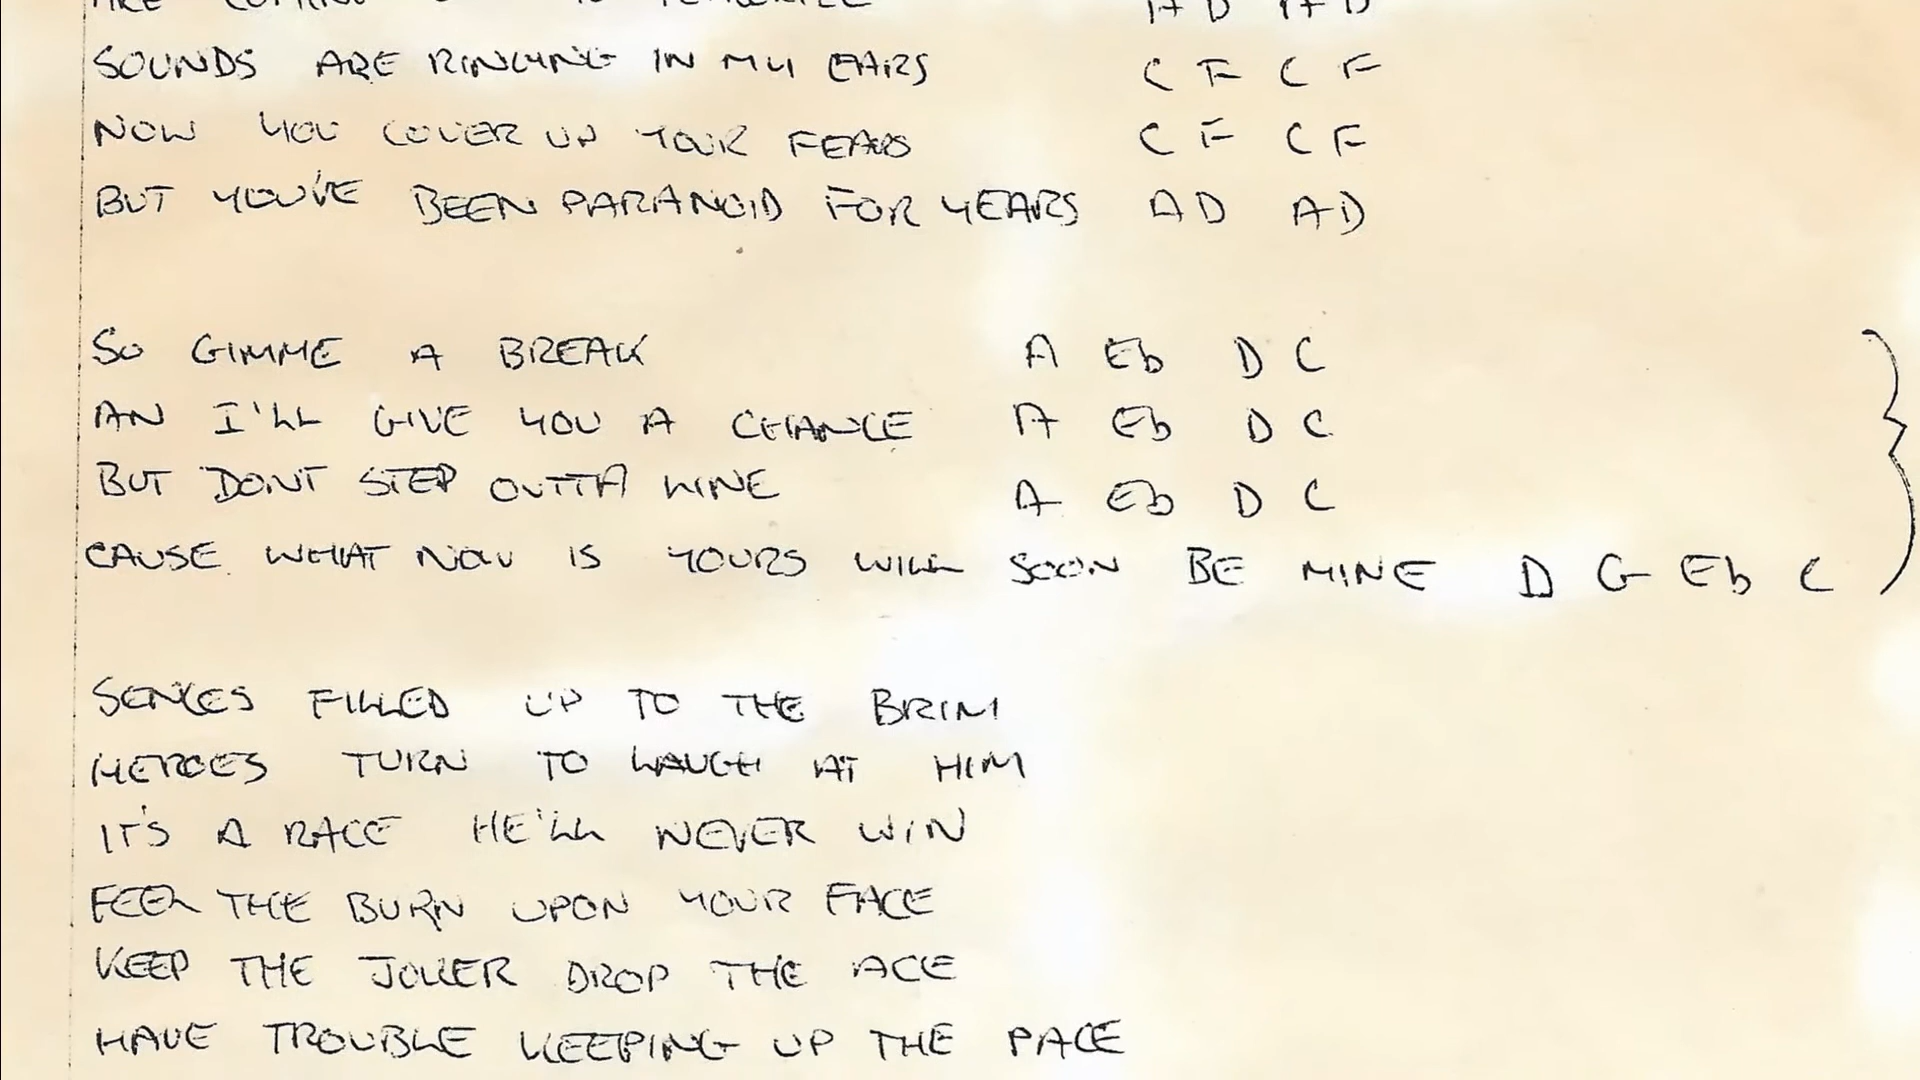 SOUNDS ARE RINGING IN MY EARS C F C F
NOW YOU COVER UP YOUR FEARS C F C F
BUT YOU'VE BEEN PARANOID FOR YEARS A D A D
SO GIMME A BREAK A Eb D C
AN I'LL GIVE YOU A CHANCE A Eb D C
BUT DONT STEP OUTTA LINE A Eb D C
CAUSE WHAT NOW IS YOURS WILL SOON BE MINE D G Eb C
SENCES FILLED UP TO THE BRIM
HEROES TURN TO LAUGH AT HIM
IT'S A RACE HE'LL NEVER WIN
FEEL THE BURN UPON YOUR FACE
KEEP THE JOKER DROP THE ACE
HAVE TROUBLE KEEPING UP THE PACE